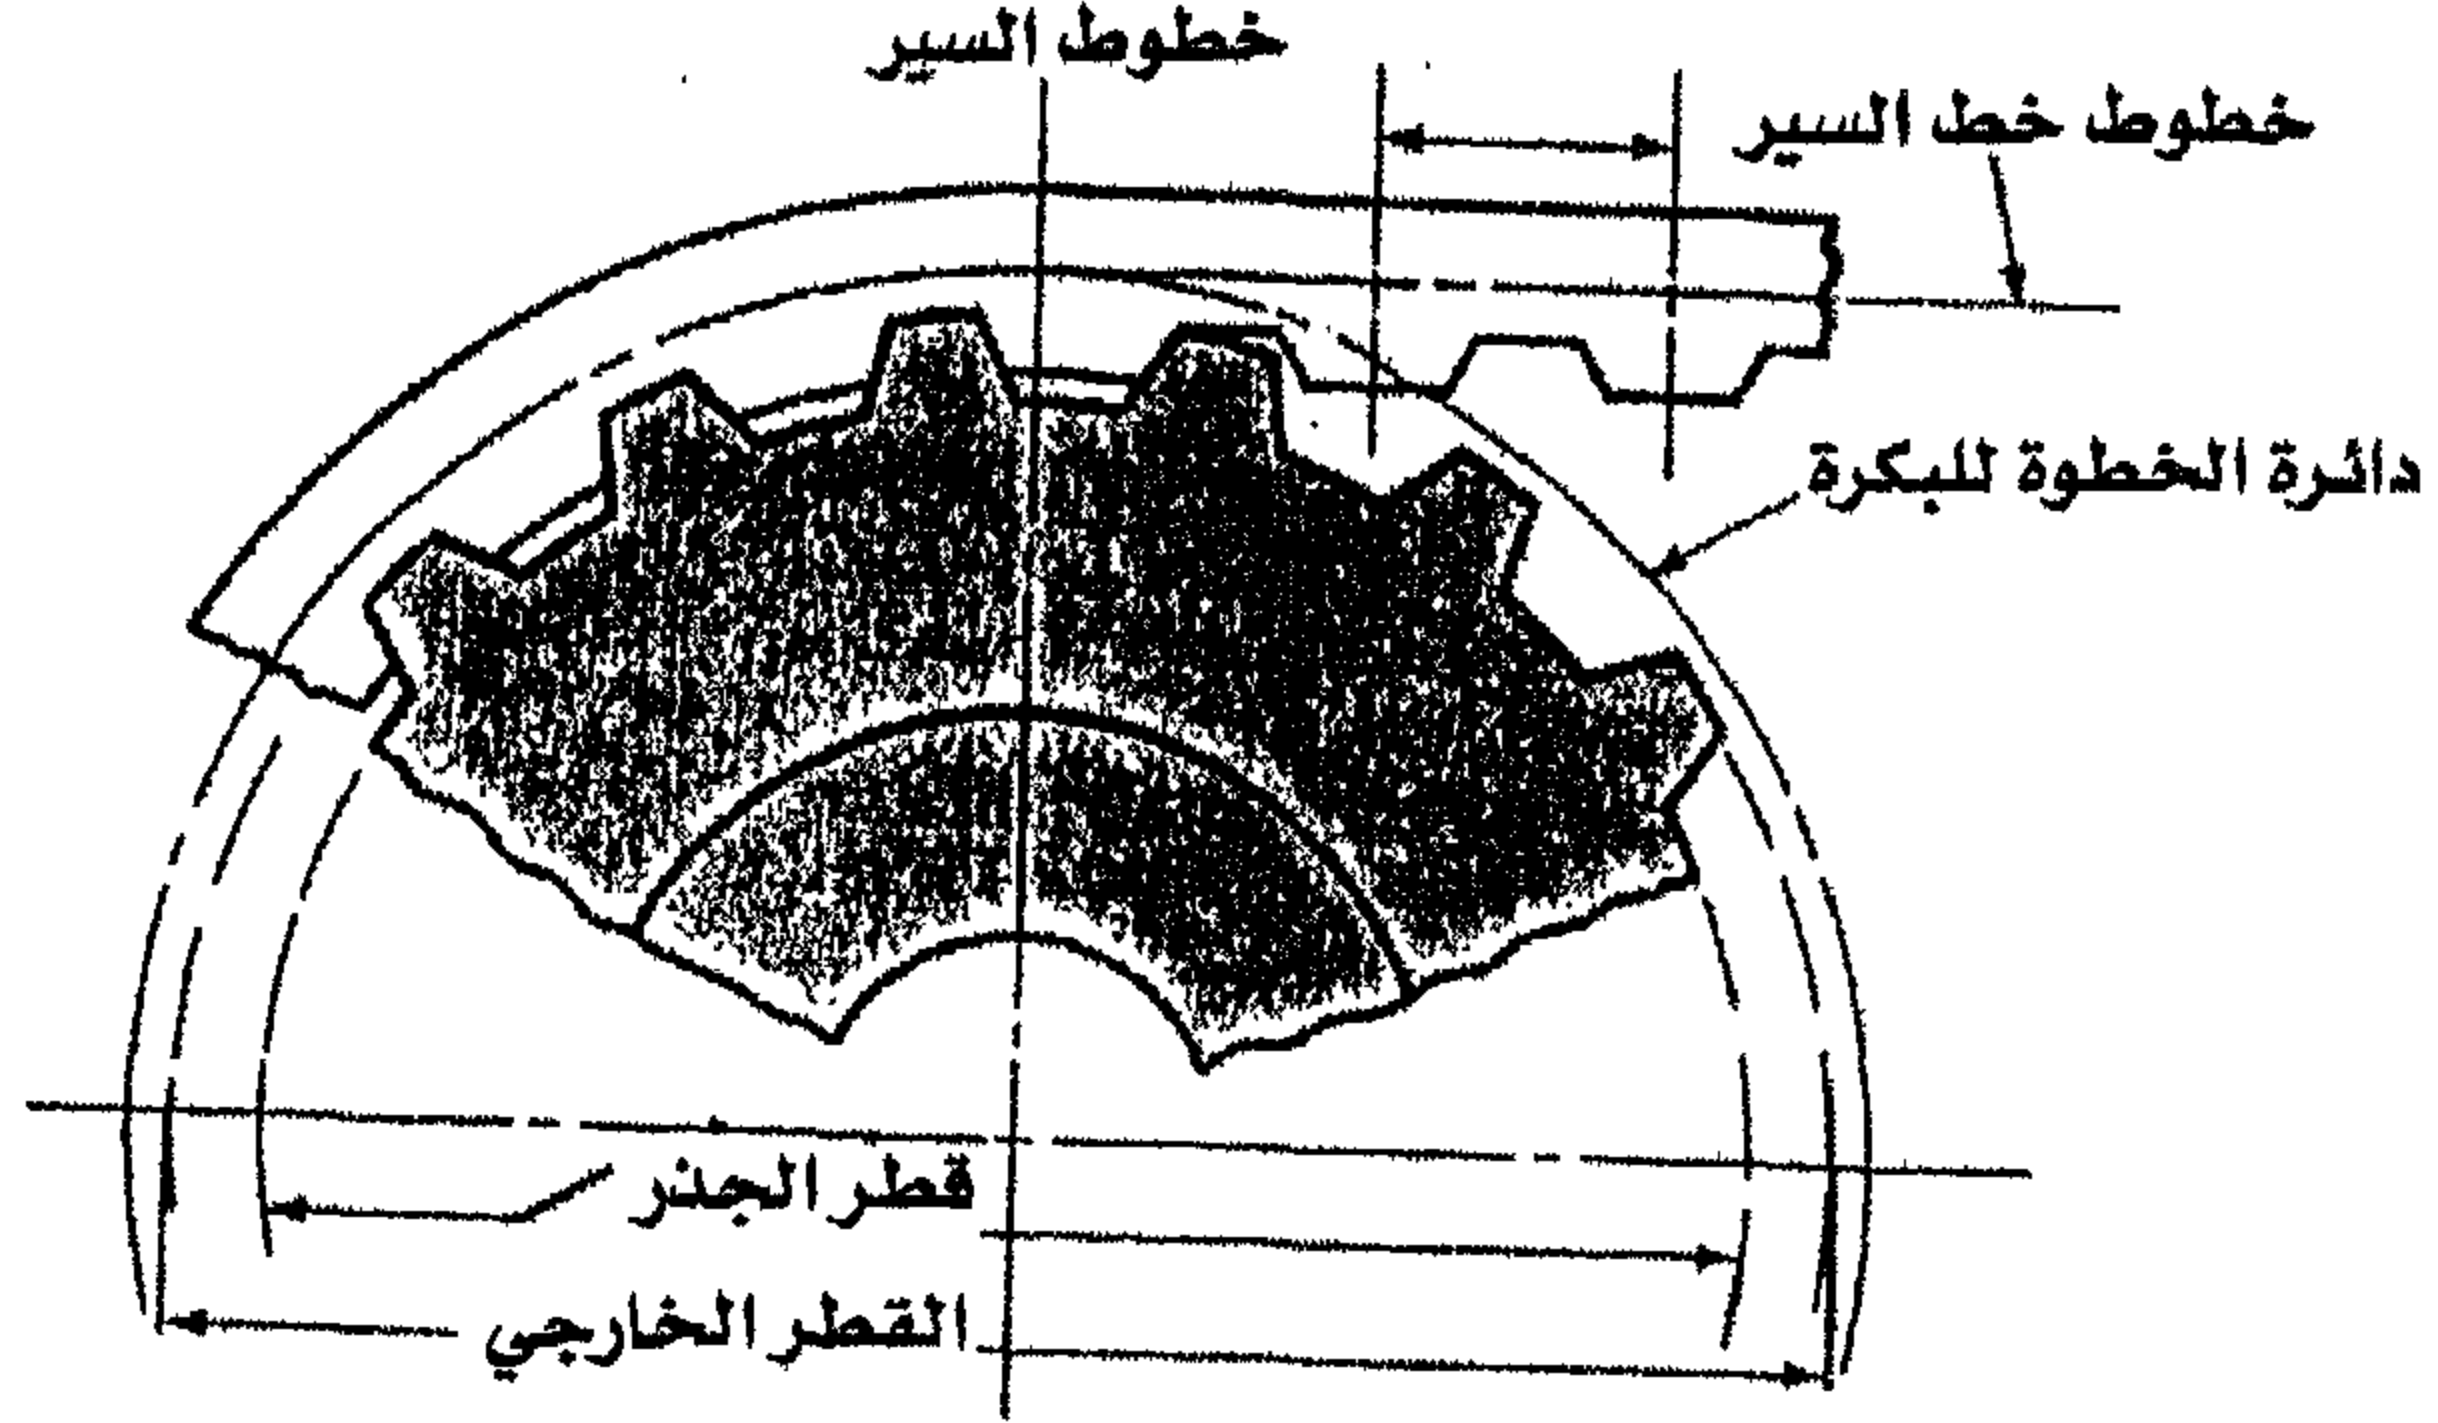 خطوط السير
خطوط خط السير
دائرة الخطوة للبكرة
قطر الجذر
القطر الخارجي